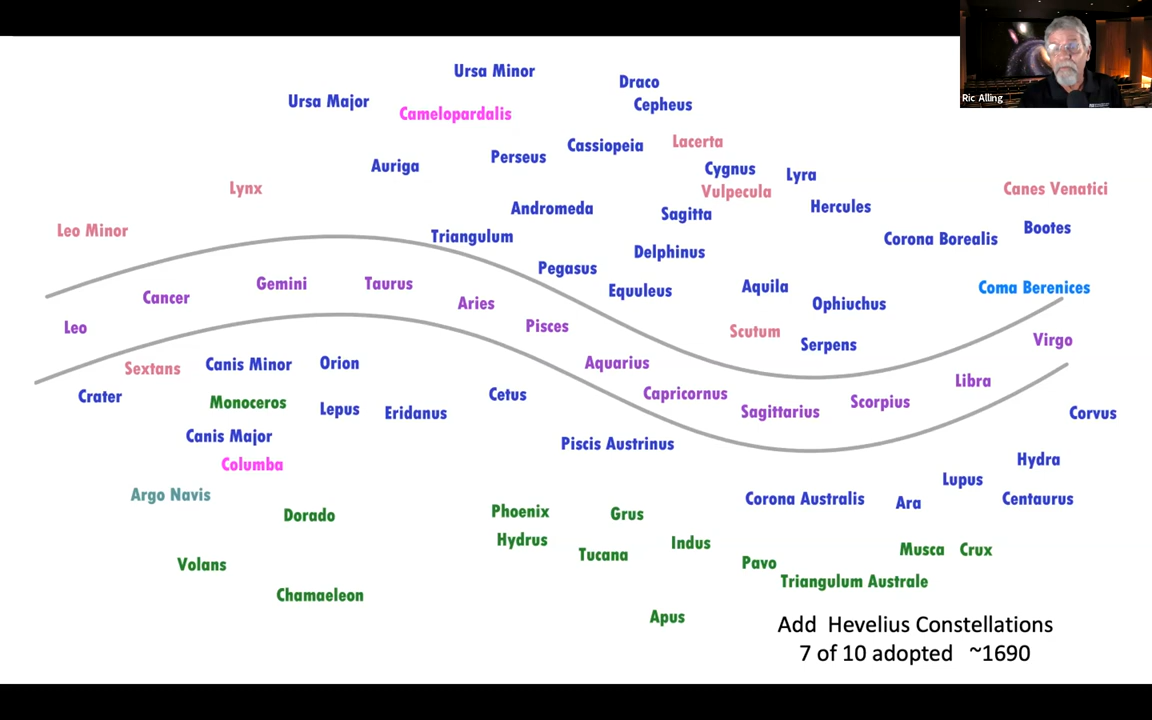 Ric Alling
Ursa Minor
Draco
Ursa Major
Cepheus
Camelopardalis
Cassiopeia
Lacerta
Perseus
Auriga
Cygnus
Lyra
Lynx
Vulpecula
Canes Venatici
Andromeda
Sagitta
Hercules
Leo Minor
Triangulum
Corona Borealis
Bootes
Delphinus
Pegasus
Gemini
Taurus
Equuleus
Aquila
Coma Berenices
Cancer
Aries
Ophiuchus
Leo
Pisces
Scutum
Serpens
Virgo
Sextans
Canis Minor
Orion
Aquarius
Libra
Crater
Monoceros
Lepus
Eridanus
Cetus
Capricornus
Sagittarius
Scorpius
Corvus
Canis Major
Piscis Austrinus
Columba
Hydra
Argo Navis
Lupus
Corona Australis
Ara
Centaurus
Dorado
Phoenix
Grus
Hydrus
Tucana
Indus
Musca
Crux
Volans
Pavo
Triangulum Australe
Chamaeleon
Apus
Add Hevelius Constellations
7 of 10 adopted ~1690